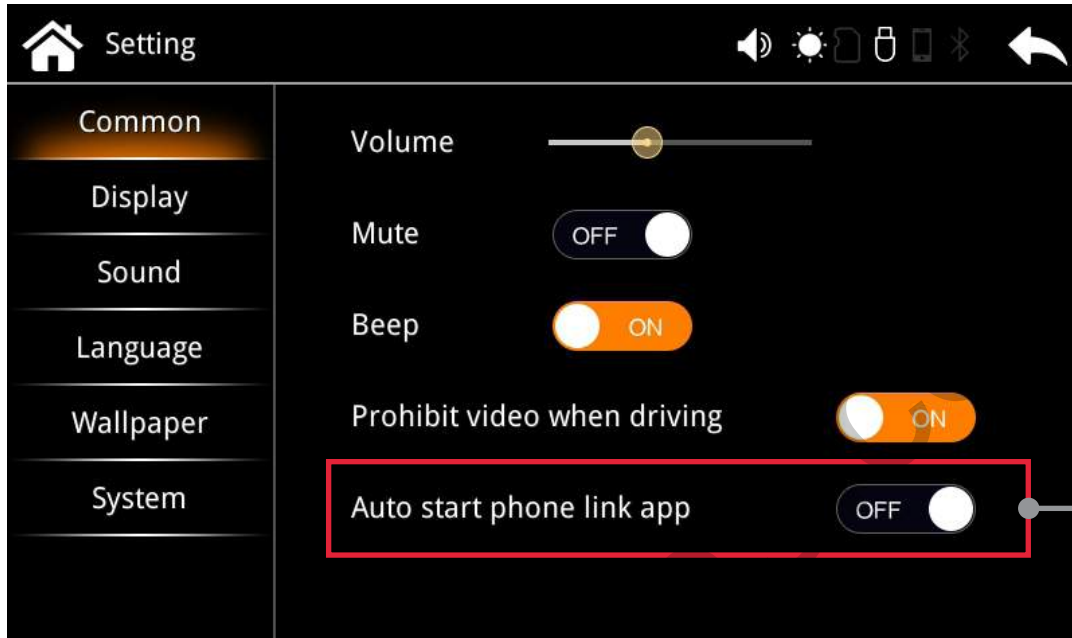 Setting
Common
Display
Sound
Language
Wallpaper
System
Volume
Mute OFF
Beep ON
Prohibit video when driving ON
Auto start phone link app OFF